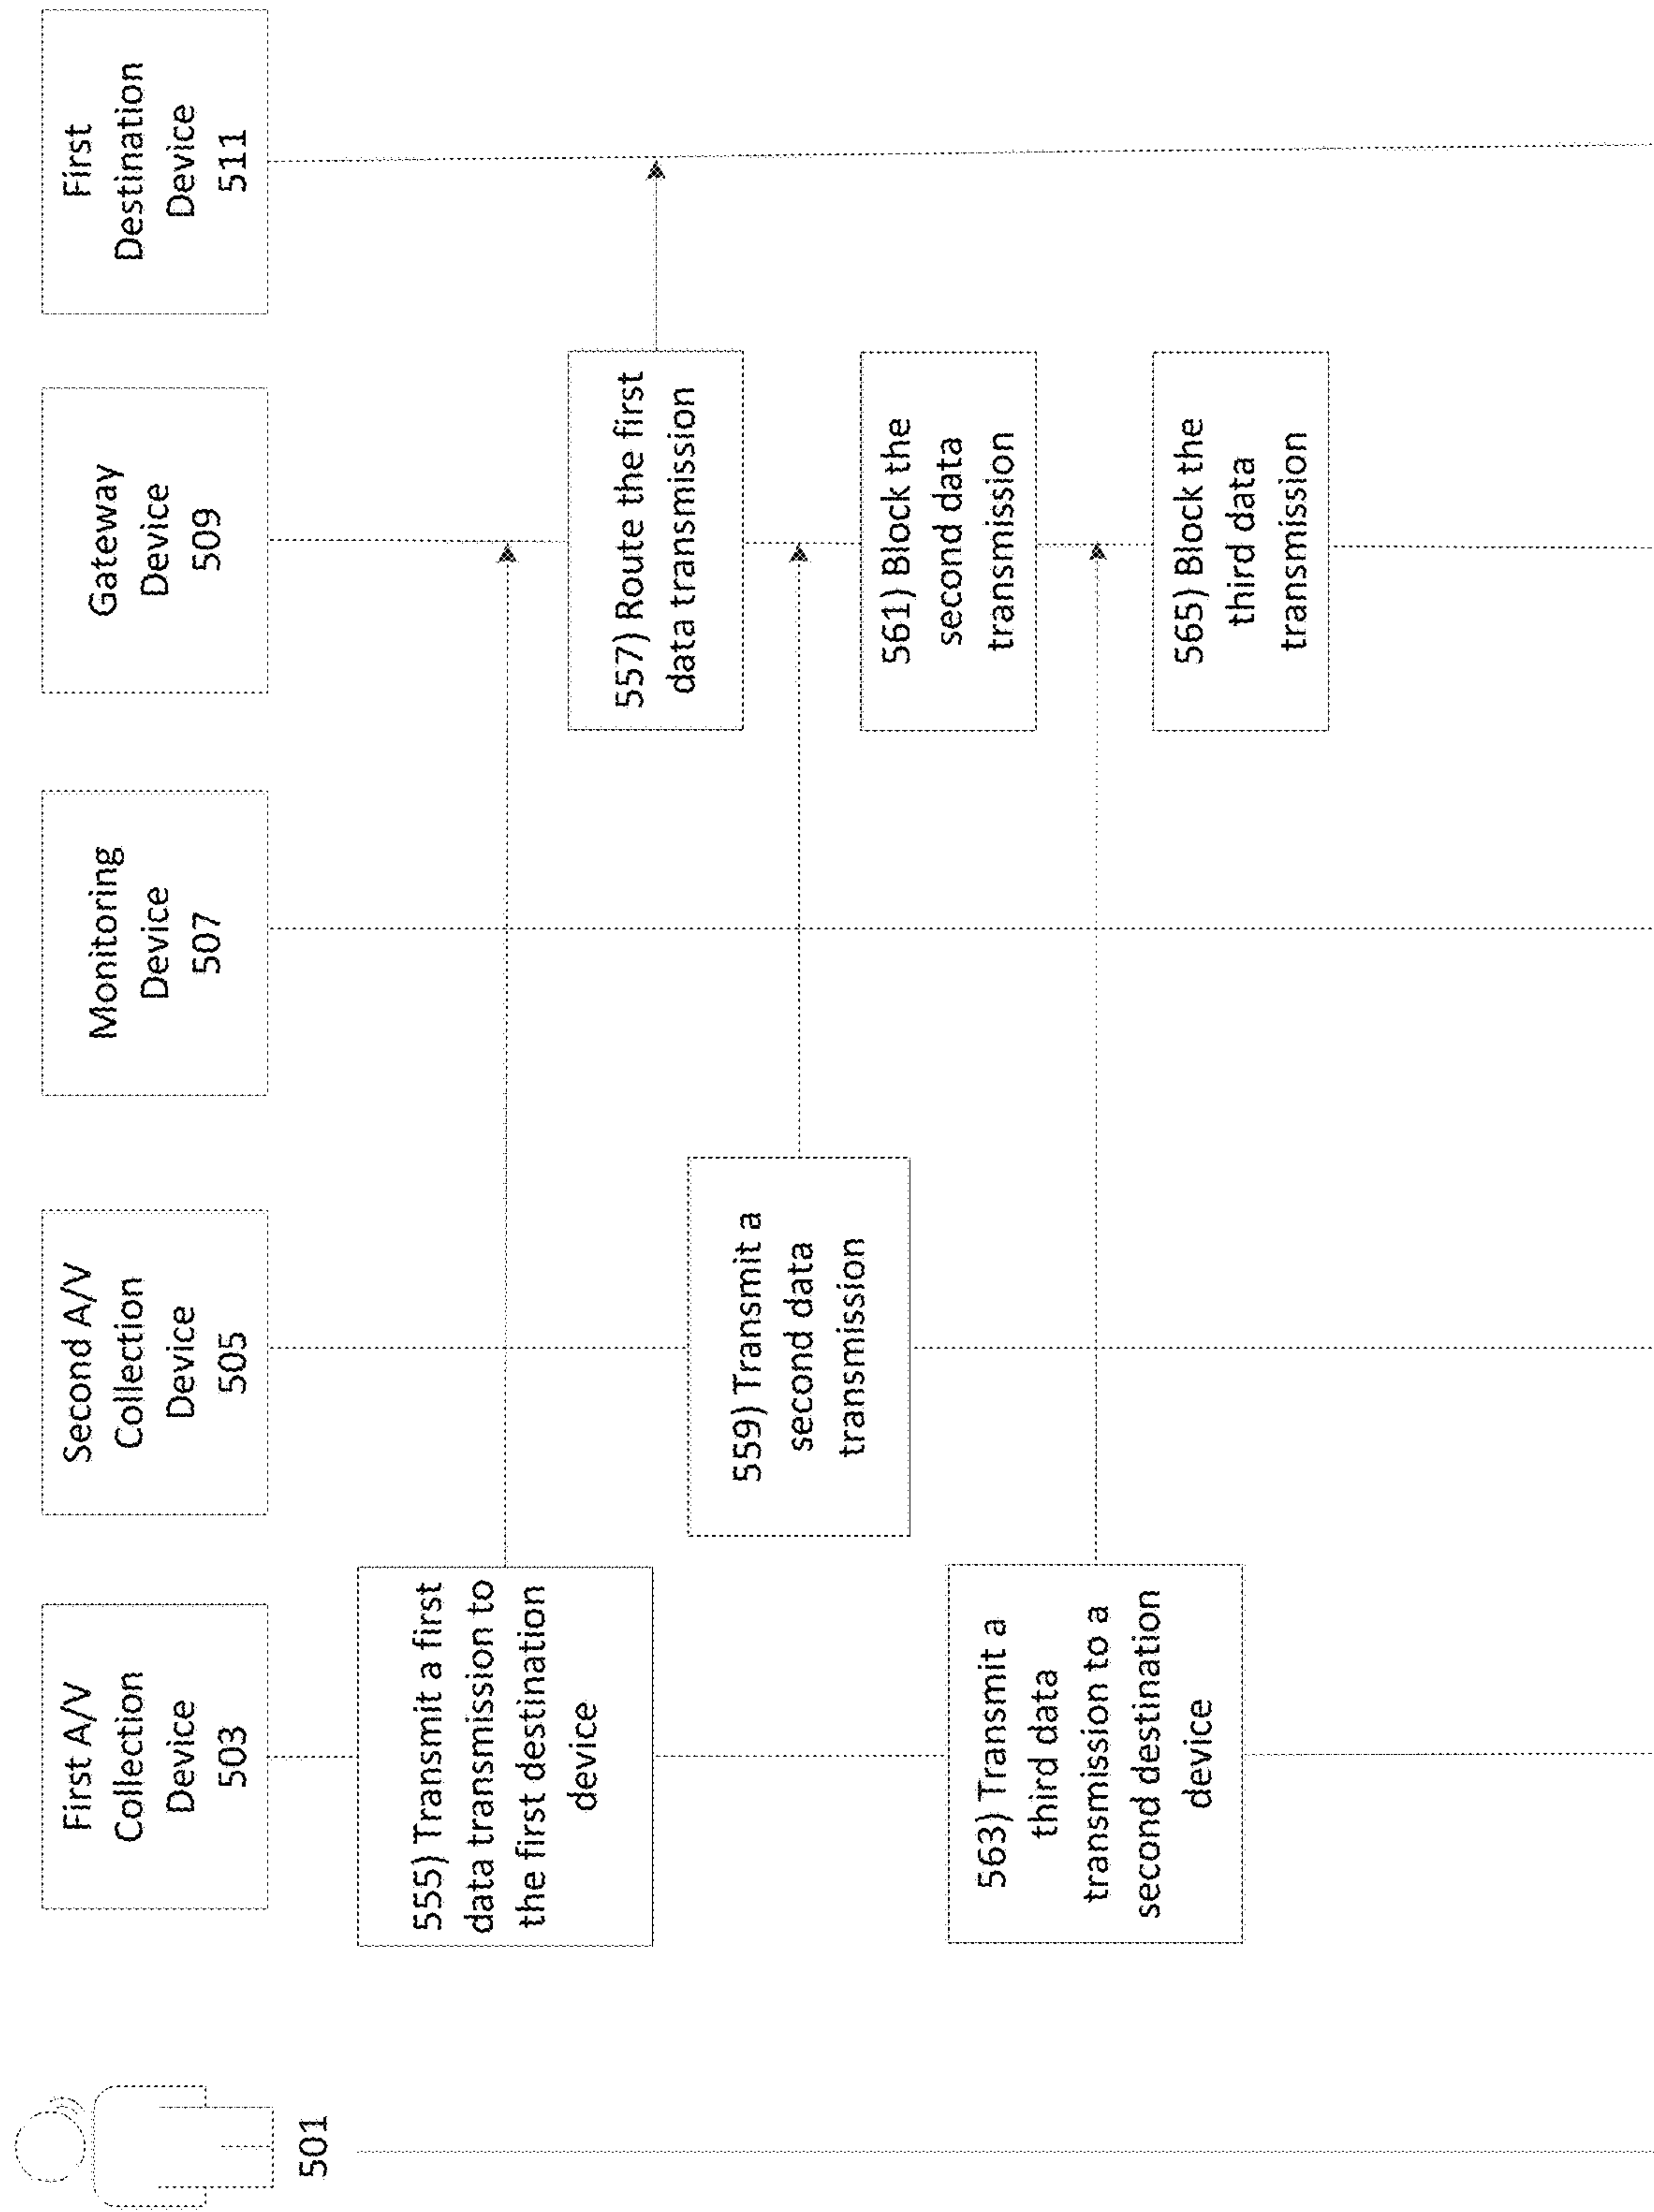 501
First A/V
Collection
Device
503
Second A/V
Collection
Device
505
Monitoring
Device
507
Gateway
Device
509
First
Destination
Device
511
555) Transmit a first
data transmission to
the first destination
device
557) Route the first
data transmission
559) Transmit a
second data
transmission
561) Block the
second data
transmission
563) Transmit a
third data
transmission to a
second destination
device
565) Block the
third data
transmission